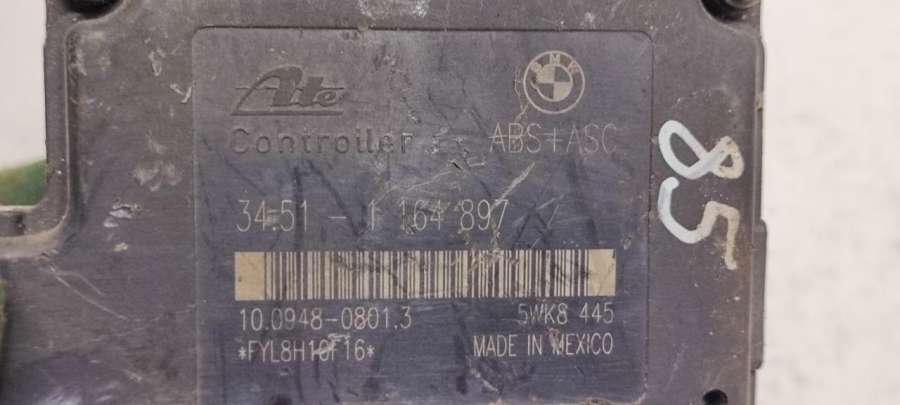 Ate
BMW
Controller ABS+ASC
34.51 - 1 164 897
10.0948-0801.3 5WK8 445
*FYL8H10F16* MADE IN MEXICO
85